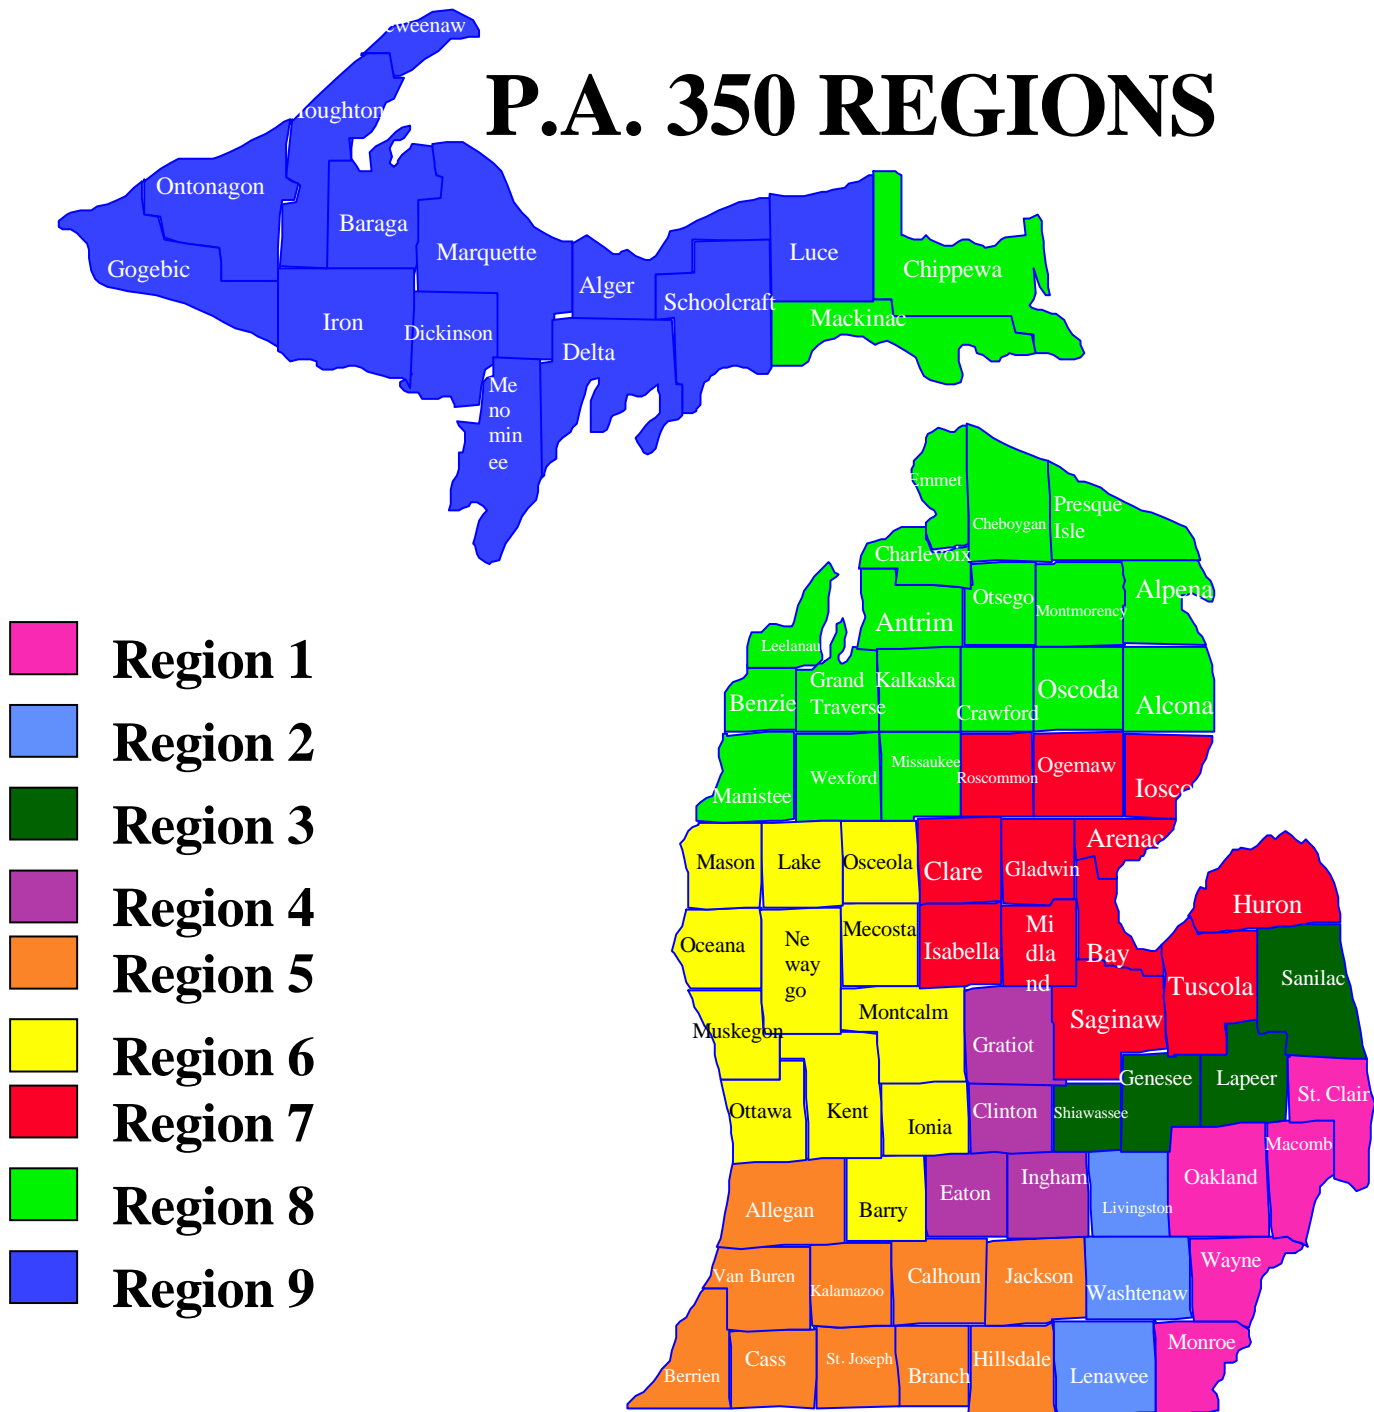 eweenaw
P.A. 350 REGIONS
oughton
Ontonagon
Baraga
Marquette
Luce
Gogebic
Chippewa
Alger
Schoolcraft
Mackinac
Iron
Dickinson
Delta
Me
no
min
ee
Emmet
Presque
Isle
Cheboygan
Charlevoix
Alpena
Otsego
Montmorency
Antrim
Leelanau
Grand
Traverse
Kalkaska
Oscoda
Benzie
Crawford
Alcona
Missaukee
Ogemaw
Wexford
Roscommon
Iosco
Manistee
Arenac
Mason
Lake
Osceola
Clare
Gladwin
Huron
Oceana
Ne
way
go
Mecosta
Isabella
Mi
dla
nd
Bay
Tuscola
Sanilac
Muskegon
Montcalm
Saginaw
Gratiot
Genesee
Lapeer
St. Clair
Ottawa
Kent
Ionia
Clinton
Shiawassee
Macomb
Allegan
Barry
Eaton
Ingham
Livingston
Oakland
Van Buren
Kalamazoo
Calhoun
Jackson
Washtenaw
Wayne
Berrien
Cass
St. Joseph
Branch
Hillsdale
Lenawee
Monroe
Region 1
Region 2
Region 3
Region 4
Region 5
Region 6
Region 7
Region 8
Region 9